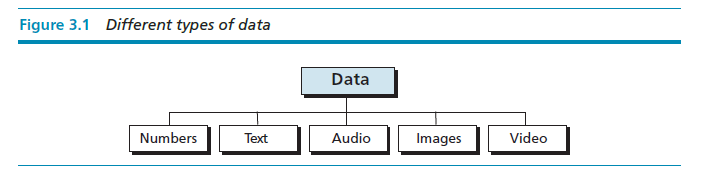 Figure 3.1 Different types of data
Data
Numbers Text Audio Images Video